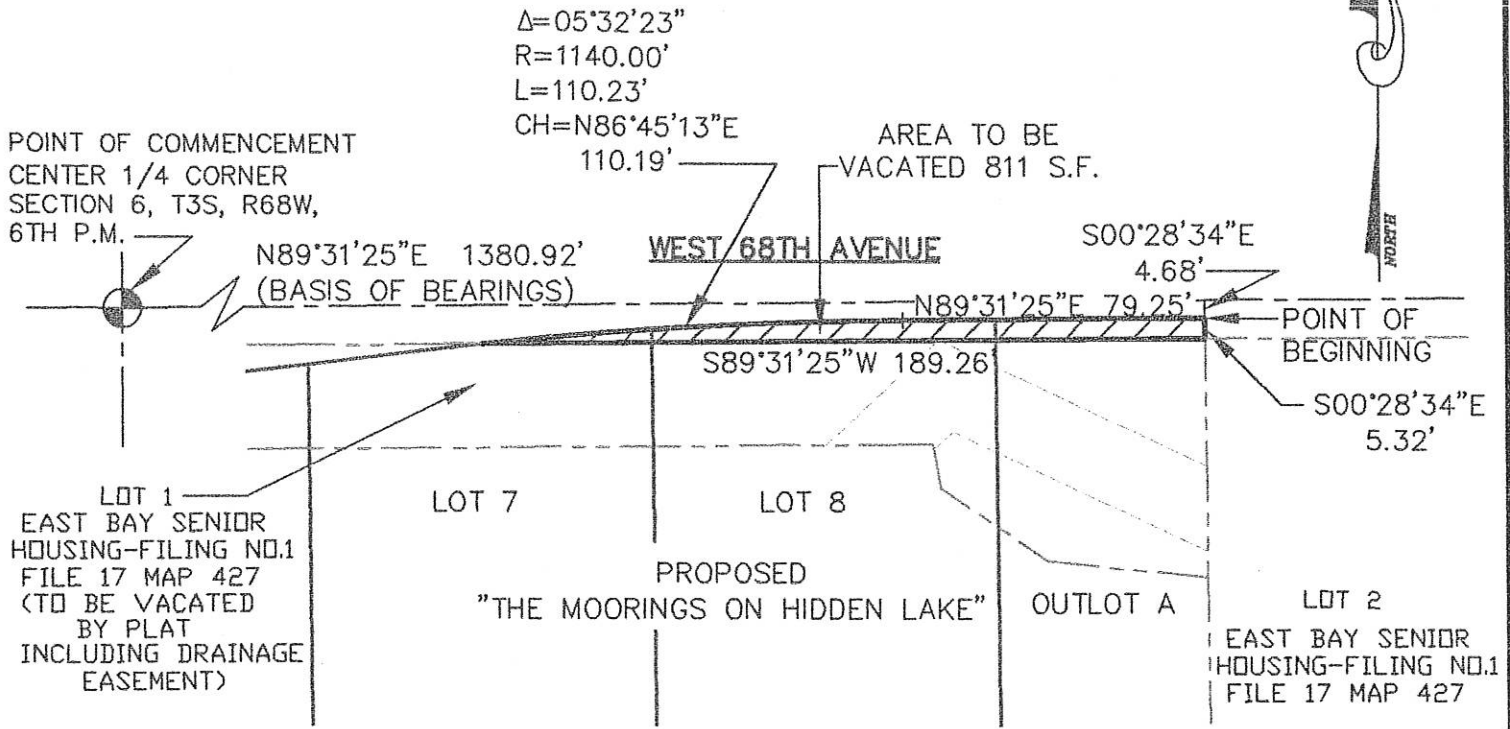 Δ=05°32'23"
R=1140.00'
L=110.23'
CH=N86°45'13"E
110.19'
POINT OF COMMENCEMENT
CENTER 1/4 CORNER
SECTION 6, T3S, R68W,
6TH P.M.
AREA TO BE
VACATED 811 S.F.
N89°31'25"E 1380.92'
(BASIS OF BEARINGS)
WEST 68TH AVENUE
S00°28'34"E
4.68'
NORTH
N89°31'25"E 79.25'
POINT OF
BEGINNING
S89°31'25"W 189.26'
S00°28'34"E
5.32'
LOT 1
EAST BAY SENIOR
HOUSING-FILING NO.1
FILE 17 MAP 427
(TO BE VACATED
BY PLAT
INCLUDING DRAINAGE
EASEMENT)
LOT 7
LOT 8
PROPOSED
"THE MOORINGS ON HIDDEN LAKE"
OUTLOT A
LOT 2
EAST BAY SENIOR
HOUSING-FILING NO.1
FILE 17 MAP 427